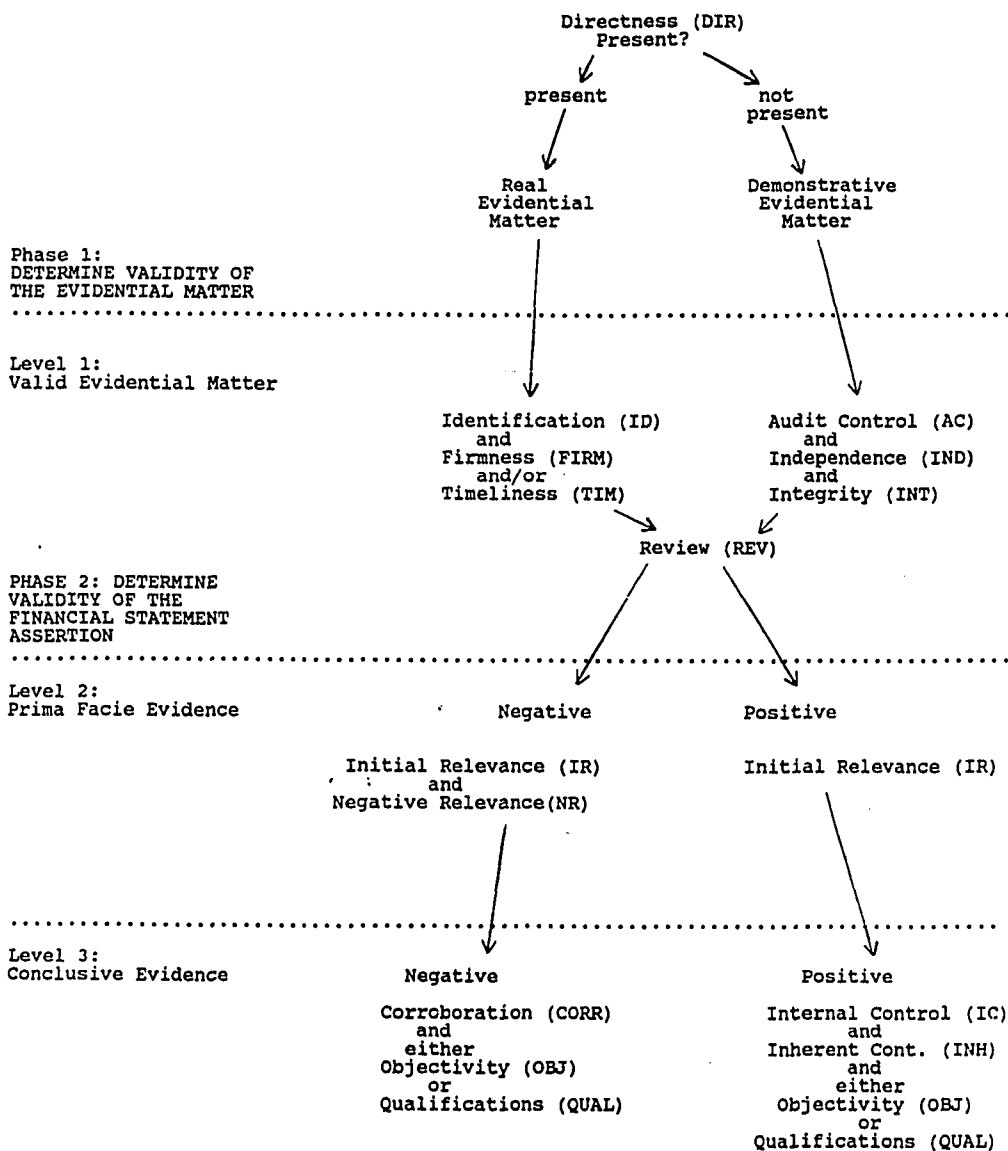 Directness (DIR)
Present?
present
not
present
Real
Evidential
Matter
Demonstrative
Evidential
Matter
Phase 1:
DETERMINE VALIDITY OF
THE EVIDENTIAL MATTER
Level 1:
Valid Evidential Matter
Identification (ID)
and
Firmness (FIRM)
and/or
Timeliness (TIM)
Audit Control (AC)
and
Independence (IND)
and
Integrity (INT)
Review (REV)
PHASE 2: DETERMINE
VALIDITY OF THE
FINANCIAL STATEMENT
ASSERTION
Level 2:
Prima Facie Evidence
Negative
Positive
Initial Relevance (IR)
and
Negative Relevance(NR)
Initial Relevance (IR)
Level 3:
Conclusive Evidence
Negative
Positive
Corroboration (CORR)
and
either
Objectivity (OBJ)
or
Qualifications (QUAL)
Internal Control (IC)
and
Inherent Cont. (INH)
and
either
Objectivity (OBJ)
or
Qualifications (QUAL)